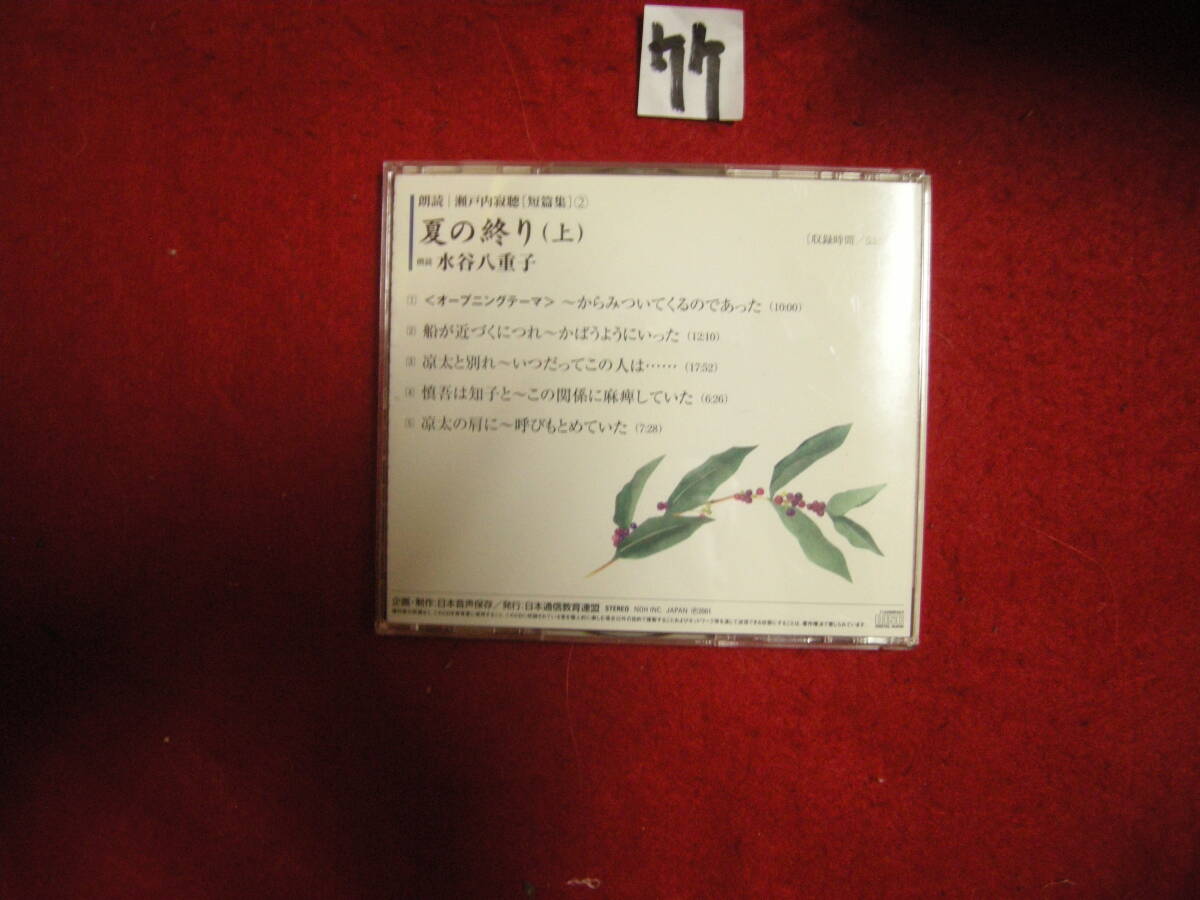 竹
朗読｜瀬戸内寂聴［短篇集］②
夏の終り（上）
［収録時間／
朗読 水谷八重子
1 ＜オープニングテーマ＞ ～からみついてくるのであった（10:00）
2 船が近づくにつれ～かばうようにいった（12:10）
3 凉太と別れ～いつだってこの人は……（17:52）
4 慎吾は知子と～この関係に麻痺していた（6:26）
5 凉太の肩に～呼びもとめていた（7:28）
企画・制作：日本音声保存／発行：日本通信教育連盟 STEREO NOH INC. JAPAN Ⓟ2001